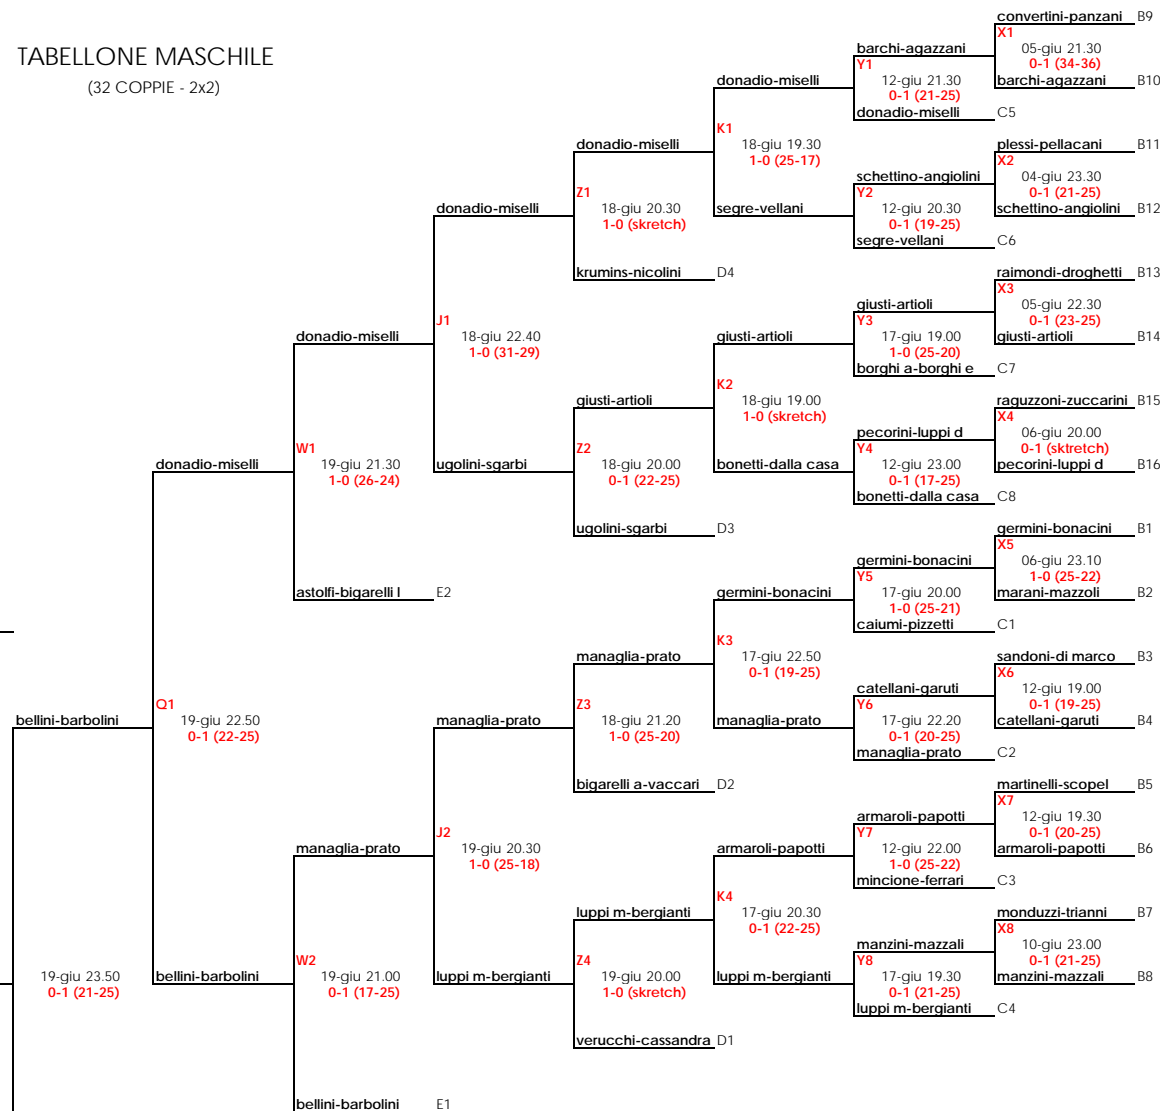 convertini-panzani B9
X1
TABELLONE MASCHILE
barchi-agazzani 05-giu 21.30
Y1 0-1 (34-36)
(32 COPPIE - 2x2)
donadio-miselli 12-giu 21.30 barchi-agazzani B10
0-1 (21-25)
donadio-miselli C5
K1
donadio-miselli 18-giu 19.30 plessi-pellacani B11
1-0 (25-17) X2
schettino-angiolini 04-giu 23.30
Z1 Y2 0-1 (21-25)
donadio-miselli 18-giu 20.30 segre-vellani 12-giu 20.30 schettino-angiolini B12
1-0 (skretch) 0-1 (19-25)
segre-vellani C6
krumins-nicolini D4 raimondi-droghetti B13
X3
giusti-artioli 05-giu 22.30
J1 Y3 0-1 (23-25)
donadio-miselli 18-giu 22.40 giusti-artioli 17-giu 19.00 giusti-artioli B14
1-0 (31-29) 1-0 (25-20)
borghi a-borghi e C7
K2
giusti-artioli 18-giu 19.00 raguzzoni-zuccarini B15
1-0 (skretch) X4
pecorini-luppi d 06-giu 20.00
W1 Z2 Y4 0-1 (sktretch)
donadio-miselli 19-giu 21.30 ugolini-sgarbi 18-giu 20.00 bonetti-dalla casa 12-giu 23.00 pecorini-luppi d B16
1-0 (26-24) 0-1 (22-25) 0-1 (17-25)
bonetti-dalla casa C8
ugolini-sgarbi D3 germini-bonacini B1
X5
germini-bonacini 06-giu 23.10
Y5 1-0 (25-22)
astolfi-bigarelli l E2 germini-bonacini 17-giu 20.00 marani-mazzoli B2
1-0 (25-21)
caiumi-pizzetti C1
K3
managlia-prato 17-giu 22.50 sandoni-di marco B3
0-1 (19-25) X6
catellani-garuti 12-giu 19.00
Q1 Z3 Y6 0-1 (19-25)
bellini-barbolini 19-giu 22.50 managlia-prato 18-giu 21.20 managlia-prato 17-giu 22.20 catellani-garuti B4
0-1 (22-25) 1-0 (25-20) 0-1 (20-25)
managlia-prato C2
bigarelli a-vaccari D2 martinelli-scopel B5
X7
armaroli-papotti 12-giu 19.30
J2 Y7 0-1 (20-25)
managlia-prato 19-giu 20.30 armaroli-papotti 12-giu 22.00 armaroli-papotti B6
1-0 (25-18) 1-0 (25-22)
mincione-ferrari C3
K4
luppi m-bergianti 17-giu 20.30 monduzzi-trianni B7
0-1 (22-25) X8
manzini-mazzali 10-giu 23.00
W2 Z4 Y8 0-1 (21-25)
19-giu 23.50 bellini-barbolini 19-giu 21.00 luppi m-bergianti 19-giu 20.00 luppi m-bergianti 17-giu 19.30 manzini-mazzali B8
0-1 (21-25) 0-1 (17-25) 1-0 (skretch) 0-1 (21-25)
luppi m-bergianti C4
verucchi-cassandra D1
bellini-barbolini E1